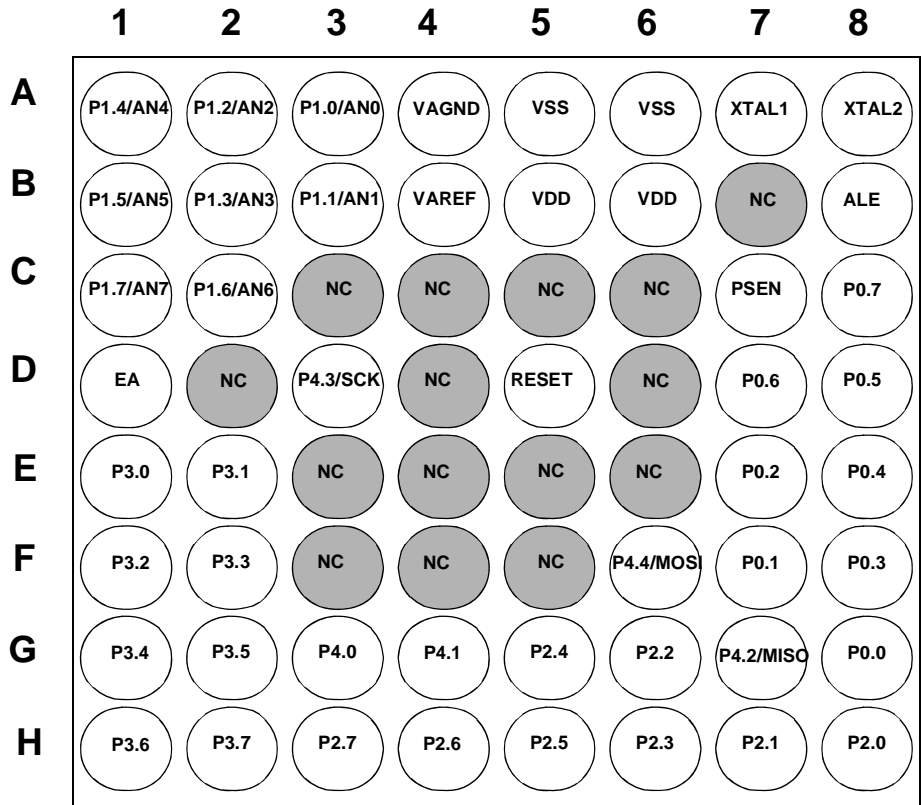 1 2 3 4 5 6 7 8
A P1.4/AN4 P1.2/AN2 P1.0/AN0 VAGND VSS VSS XTAL1 XTAL2
B P1.5/AN5 P1.3/AN3 P1.1/AN1 VAREF VDD VDD NC ALE
C P1.7/AN7 P1.6/AN6 NC NC NC NC PSEN P0.7
D EA NC P4.3/SCK NC RESET NC P0.6 P0.5
E P3.0 P3.1 NC NC NC NC P0.2 P0.4
F P3.2 P3.3 NC NC NC P4.4/MOSI P0.1 P0.3
G P3.4 P3.5 P4.0 P4.1 P2.4 P2.2 P4.2/MISO P0.0
H P3.6 P3.7 P2.7 P2.6 P2.5 P2.3 P2.1 P2.0